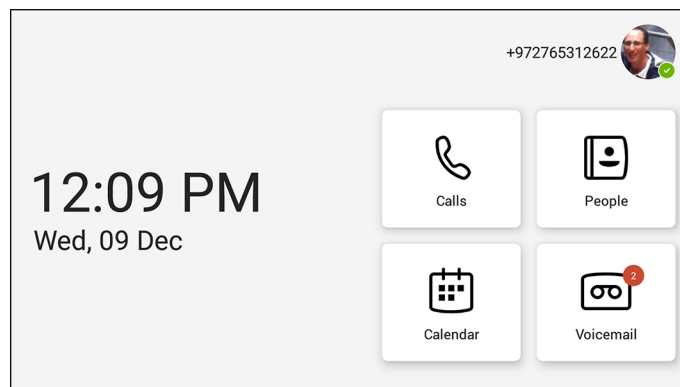 +972765312622
12:09 PM
Wed, 09 Dec
Calls
People
Calendar
2
Voicemail